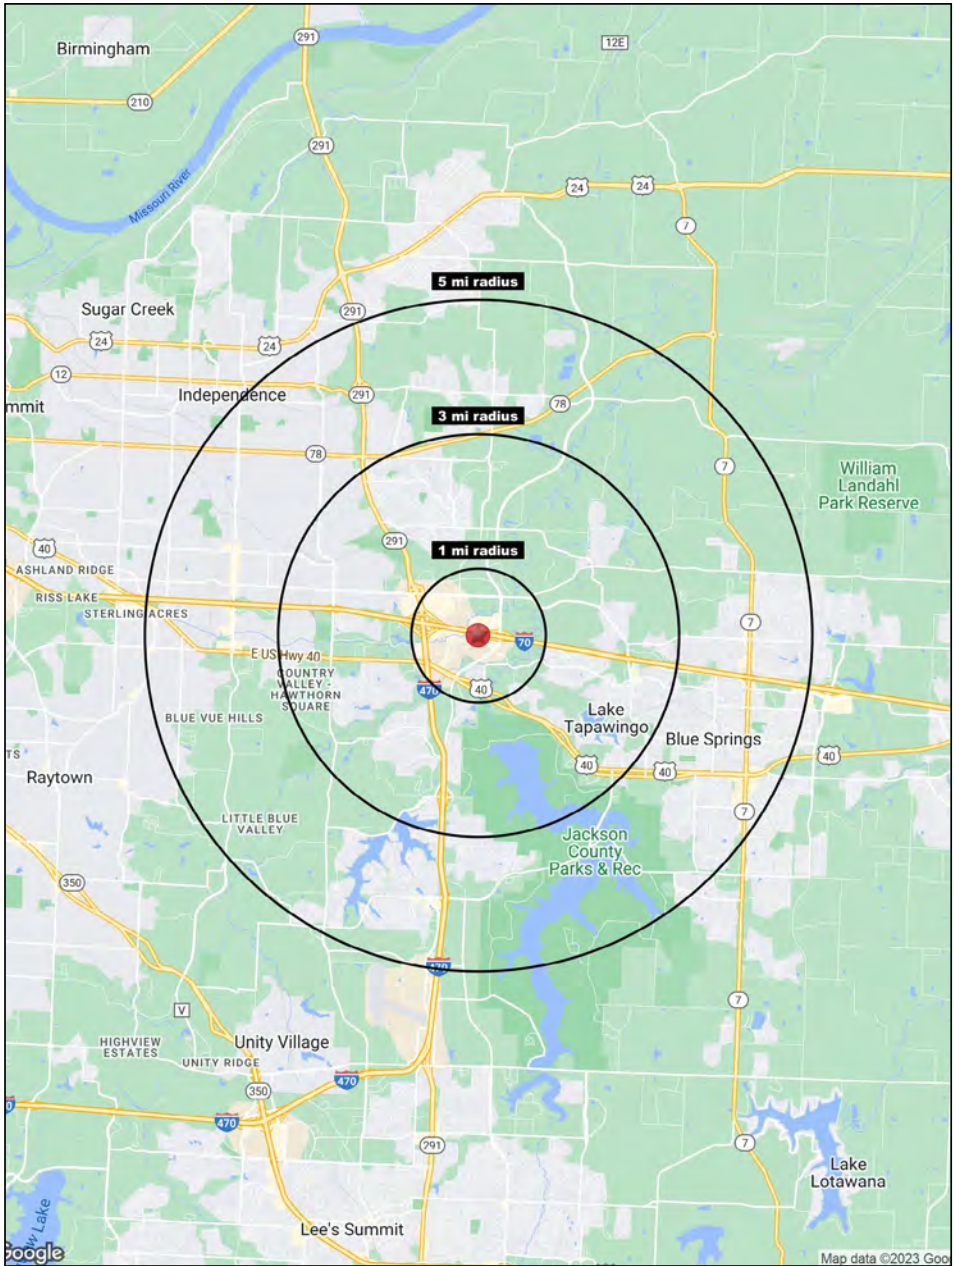 291
12E
Birmingham
210
291
Missouri River
24
24
7
5 mi radius
Sugar Creek
291
24
24
12
Independence
291
mmit
3 mi radius
78
78
7
William
Landahl
Park Reserve
291
1 mi radius
40
ASHLAND RIDGE
RISS LAKE
STERLING ACRES
7
70
E US Hwy 40
COUNTRY
VALLEY -
HAWTHORN
SQUARE
470
40
BLUE VUE HILLS
Lake
Tapawingo
Blue Springs
TS
40
40
40
Raytown
7
LITTLE BLUE
VALLEY
Jackson
County
Parks & Rec
350
470
7
V
HIGHVIEW
ESTATES
Unity Village
UNITY RIDGE
470
350
0
470
291
7
Lake
Lotawana
w Lake
Lee's Summit
Google
Map data ©2023 Goo